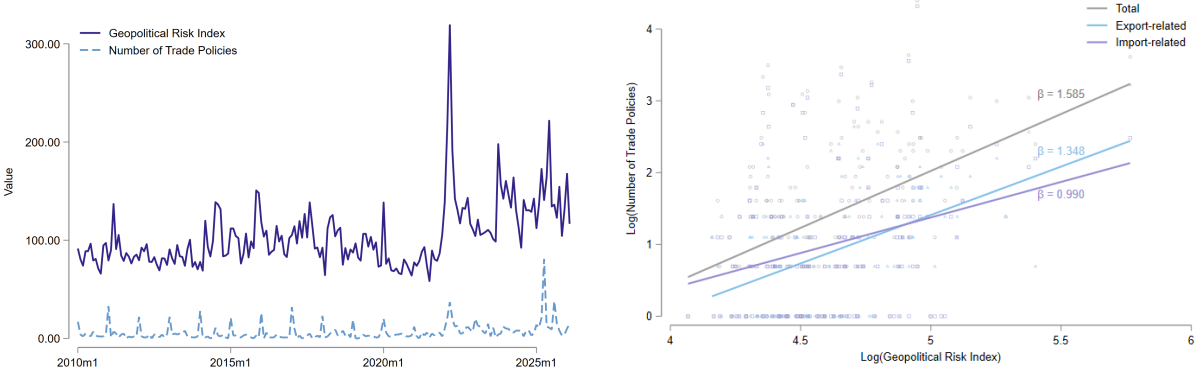 Geopolitical Risk Index
Number of Trade Policies
300.00
200.00
100.00
0.00
Value
2010m1
2015m1
2020m1
2025m1
Total
Export-related
Import-related
4
3
2
1
0
Log(Number of Trade Policies)
β = 1.585
β = 1.348
β = 0.990
4
4.5
5
5.5
6
Log(Geopolitical Risk Index)